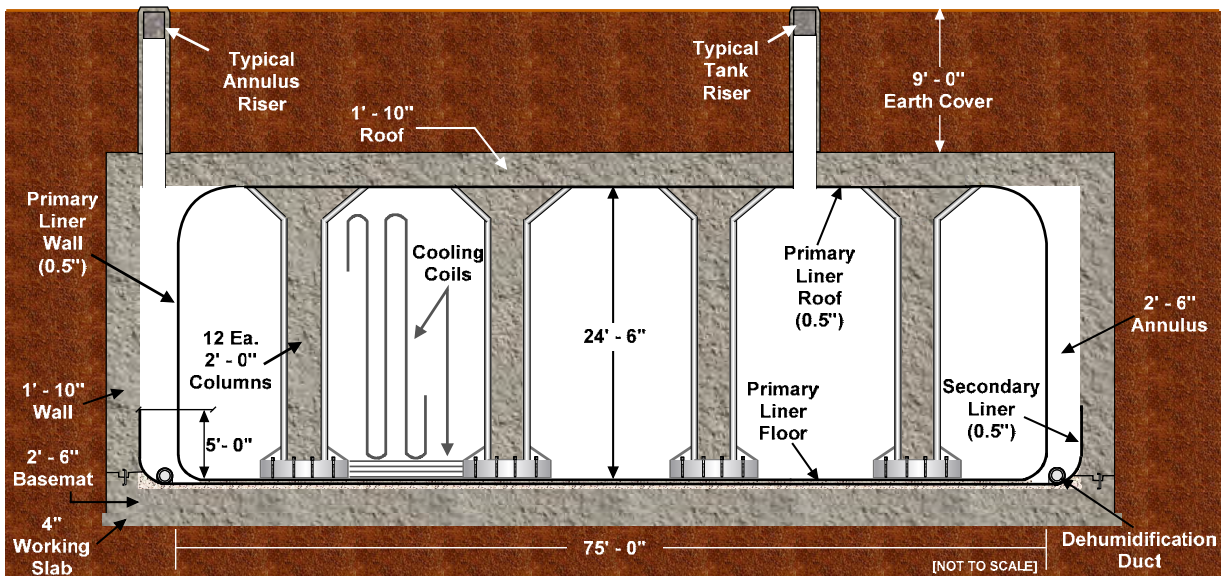 Typical
Annulus
Riser
Typical
Tank
Riser
9' - 0"
Earth Cover
1' - 10"
Roof
Primary
Liner
Wall
(0.5")
Cooling
Coils
Primary
Liner
Roof
(0.5")
2' - 6"
Annulus
12 Ea.
2' - 0"
Columns
24' - 6"
1' - 10"
Wall
Primary
Liner
Floor
Secondary
Liner
(0.5")
5'- 0"
2' - 6"
Basemat
4"
Working
Slab
75' - 0"
[NOT TO SCALE]
Dehumidification
Duct